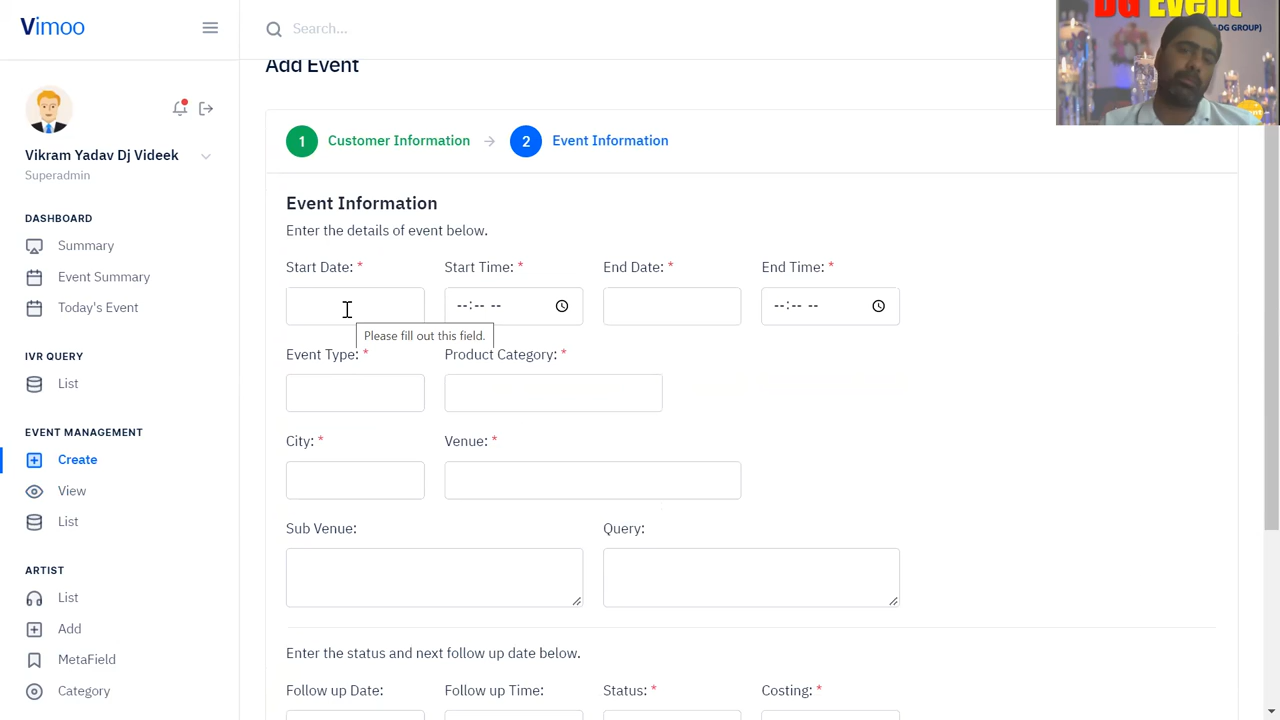 Vimoo
Search...
DG Event
DG GROUP)
Add Event
Vikram Yadav Dj Videek
Superadmin
DASHBOARD
Summary
Event Summary
Today's Event
IVR QUERY
List
EVENT MANAGEMENT
Create
View
List
ARTIST
List
Add
MetaField
Category
1 Customer Information → 2 Event Information
Event Information
Enter the details of event below.
Start Date: * Start Time: * End Date: * End Time: *
--:-- -- --:-- --
Please fill out this field.
Event Type: * Product Category: *
City: * Venue: *
Sub Venue: Query:
Enter the status and next follow up date below.
Follow up Date: Follow up Time: Status: * Costing: *